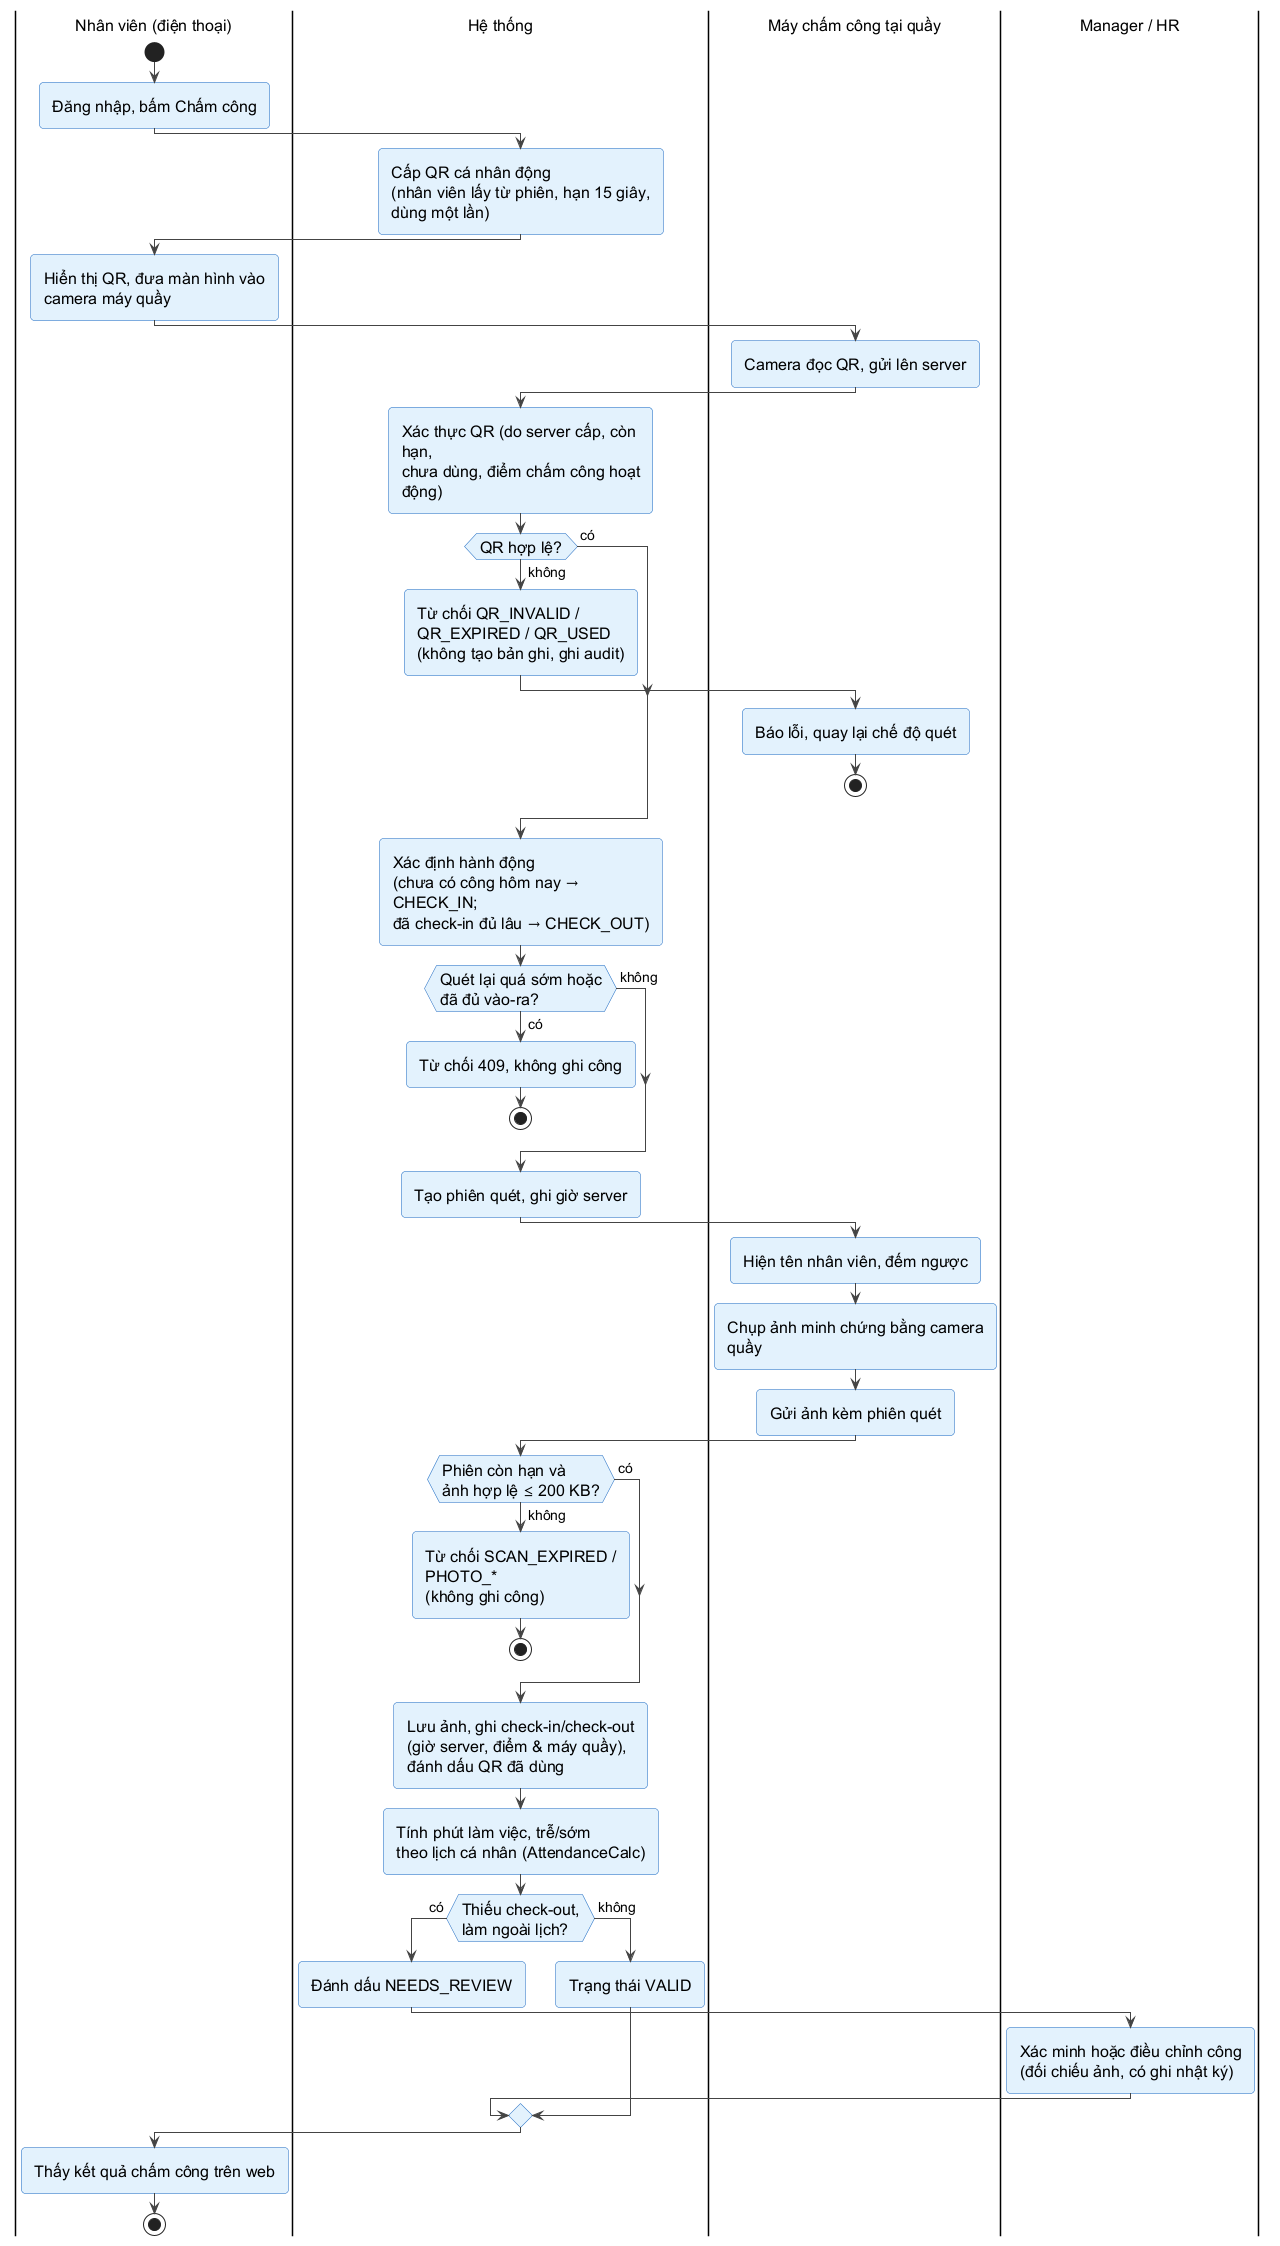 Nhân viên (điện thoại)
Hệ thống
Máy chấm công tại quầy
Manager / HR
Đăng nhập, bấm Chấm công
Cấp QR cá nhân động
(nhân viên lấy từ phiên, hạn 15 giây,
dùng một lần)
Hiển thị QR, đưa màn hình vào
camera máy quầy
Camera đọc QR, gửi lên server
Xác thực QR (do server cấp, còn
hạn,
chưa dùng, điểm chấm công hoạt
động)
QR hợp lệ?
có
không
Từ chối QR_INVALID /
QR_EXPIRED / QR_USED
(không tạo bản ghi, ghi audit)
Báo lỗi, quay lại chế độ quét
Xác định hành động
(chưa có công hôm nay →
CHECK_IN;
đã check-in đủ lâu → CHECK_OUT)
Quét lại quá sớm hoặc
đã đủ vào-ra?
không
có
Từ chối 409, không ghi công
Tạo phiên quét, ghi giờ server
Hiện tên nhân viên, đếm ngược
Chụp ảnh minh chứng bằng camera
quầy
Gửi ảnh kèm phiên quét
Phiên còn hạn và
ảnh hợp lệ ≤ 200 KB?
có
không
Từ chối SCAN_EXPIRED /
PHOTO_*
(không ghi công)
Lưu ảnh, ghi check-in/check-out
(giờ server, điểm & máy quầy),
đánh dấu QR đã dùng
Tính phút làm việc, trễ/sớm
theo lịch cá nhân (AttendanceCalc)
có
Thiếu check-out,
làm ngoài lịch?
không
Đánh dấu NEEDS_REVIEW
Trạng thái VALID
Xác minh hoặc điều chỉnh công
(đối chiếu ảnh, có ghi nhật ký)
Thấy kết quả chấm công trên web